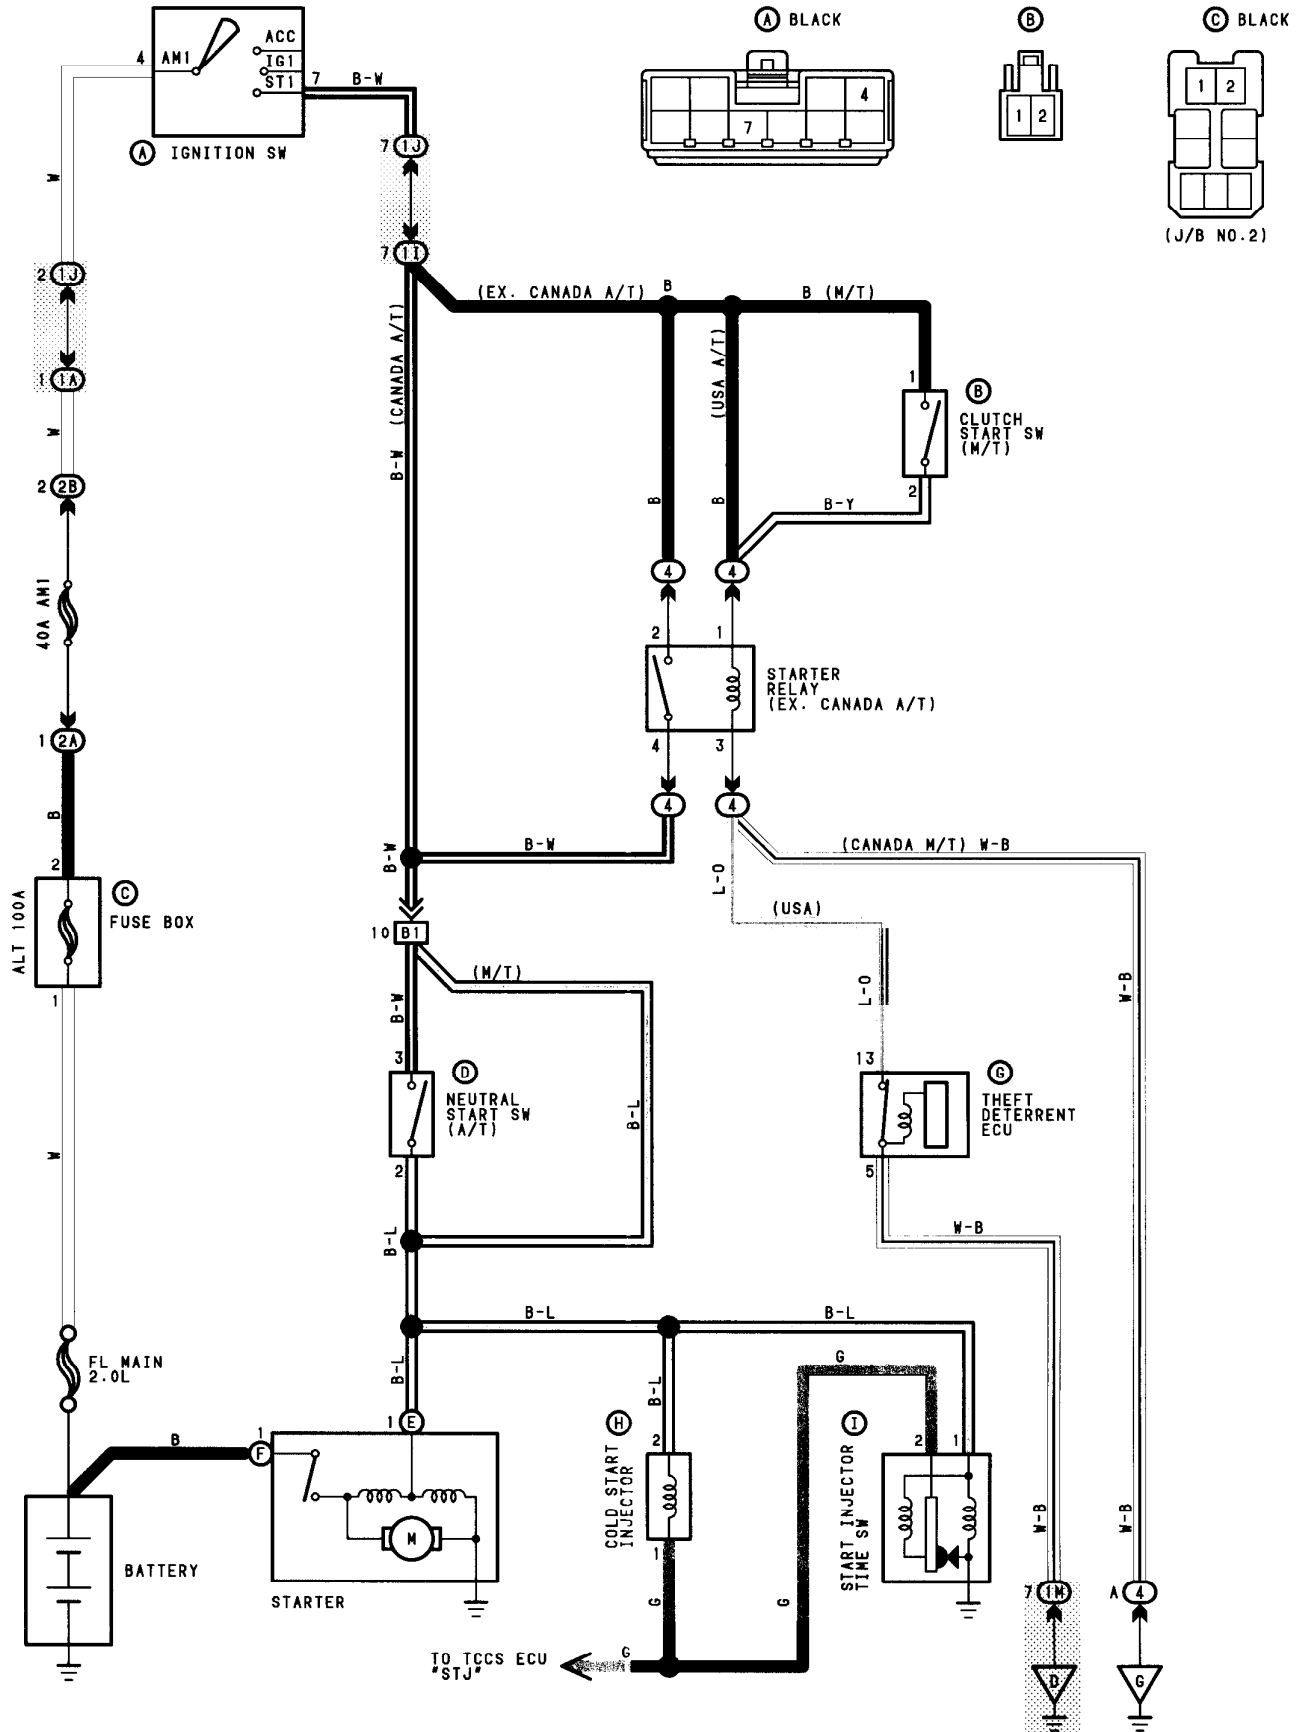 A BLACK
B
C BLACK
4 AM1
ACC
IG1
ST1
7 B-W
A IGNITION SW
4
7
1 2
1 2
(J/B NO.2)
7 1J
7 1I
W
2 1J
1 1A
W
2 2B
40A AM1
1 2A
B
2
ALT 100A
C
FUSE BOX
1
W
FL MAIN
2.0L
(EX. CANADA A/T)
B
B (M/T)
(CANADA A/T)
B-W
(USA A/T)
B
B
1
B
CLUTCH
START SW
(M/T)
2
B-Y
4
4
2
1
STARTER
RELAY
(EX. CANADA A/T)
4
3
4
4
B-W
B-W
(CANADA M/T) W-B
L-O
(USA)
L-O
W-B
10 B1
(M/T)
B-W
B-L
3
D
NEUTRAL
START SW
(A/T)
2
13
G
THEFT
DETERRENT
ECU
5
W-B
B-L
B-L
B-L
B-L
B-L
G
1 E
B
1
F
M
BATTERY
STARTER
H
2
COLD START
INJECTOR
1
G
I
2
1
START INJECTOR
TIME SW
G
W-B
W-B
7 1M
A 4
D
G
TO TCCS ECU
"STJ"
G